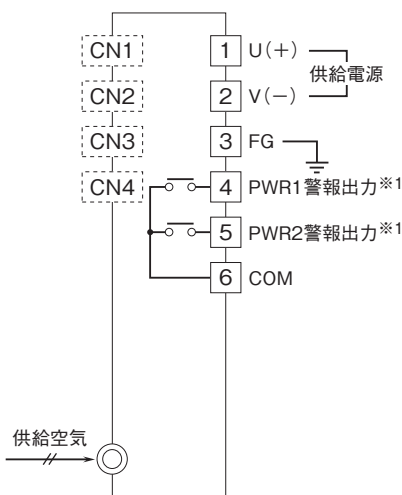 CN1
CN2
CN3
CN4
1 U(+)
供給電源
2 V(−)
3 FG
4 PWR1警報出力※1
5 PWR2警報出力※1
6 COM
供給空気